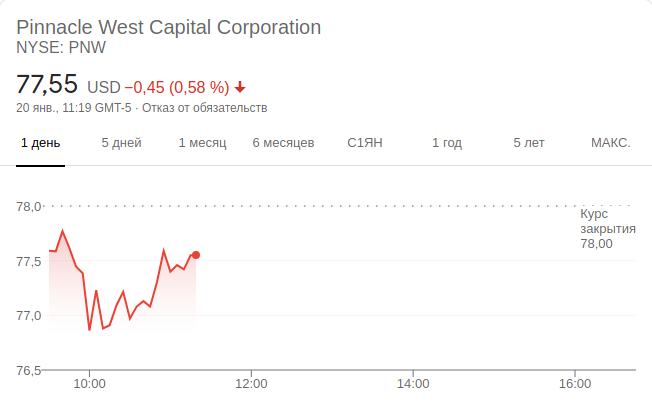 Pinnacle West Capital Corporation
NYSE: PNW
77,55 USD −0,45 (0,58 %)
20 янв., 11:19 GMT-5 · Отказ от обязательств
1 день 5 дней 1 месяц 6 месяцев С1ЯН 1 год 5 лет МАКС.
78,0
Курс
закрытия
78,00
77,5
77,0
76,5
10:00 12:00 14:00 16:00